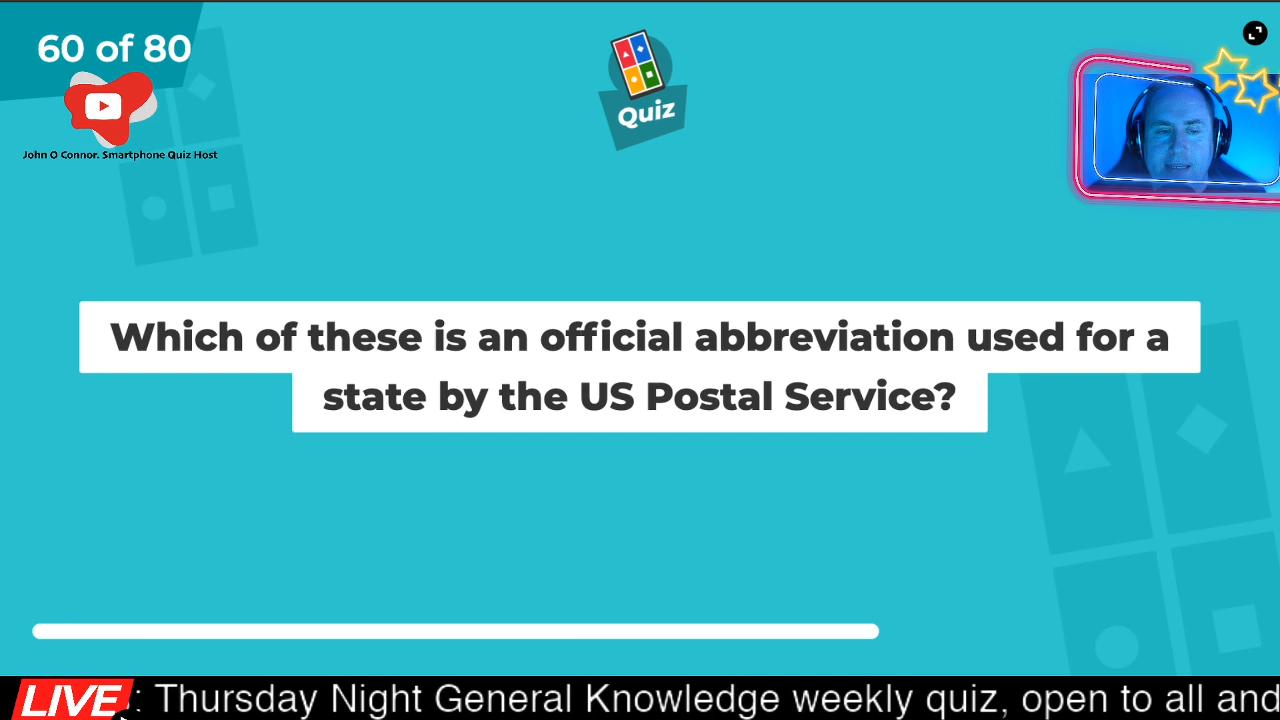 60 of 80
John O Connor. Smartphone Quiz Host
Quiz
Which of these is an official abbreviation used for a
state by the US Postal Service?
LIVE : Thursday Night General Knowledge weekly quiz, open to all and